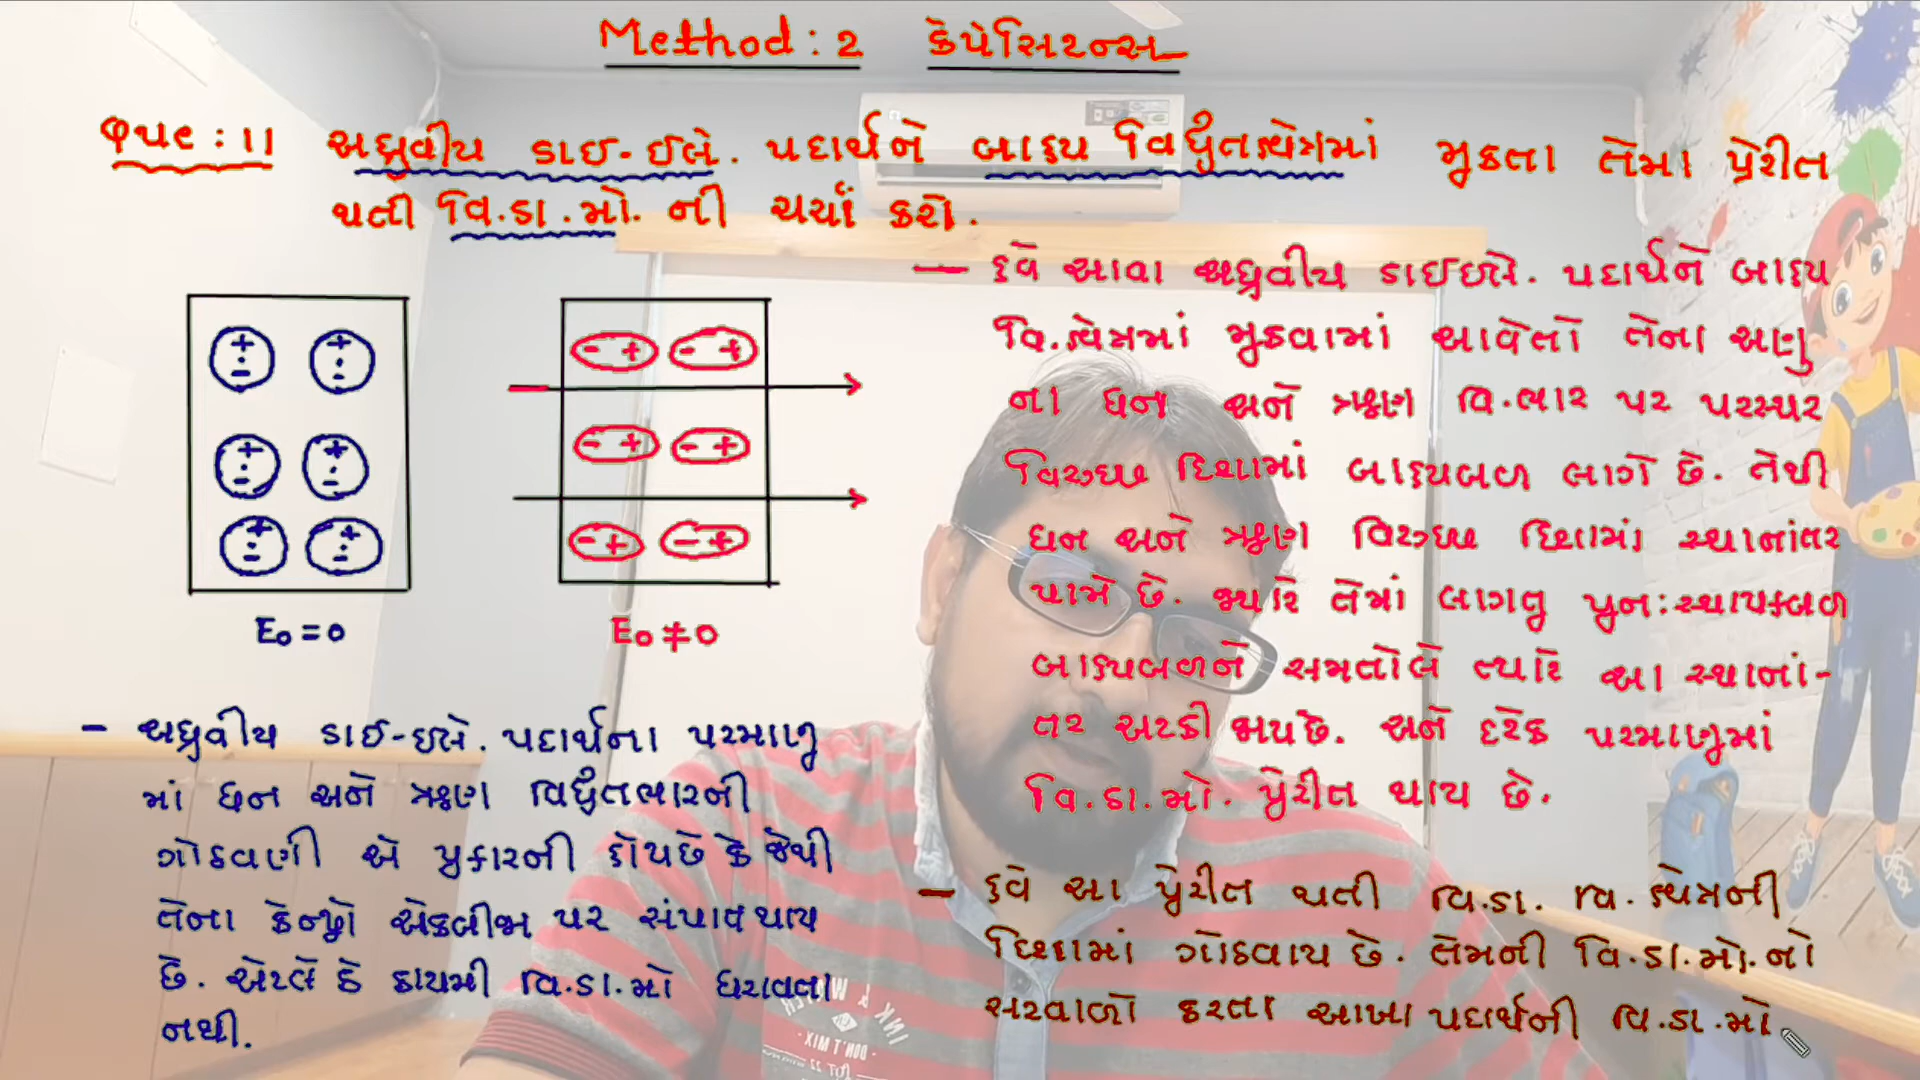 Method : 2 કેપેસિટન્સ
પ્રશ્ન : 11 અધ્રુવીય ડાઈ-ઈલે. પદાર્થને બાહ્ય વિદ્યુતક્ષેત્રમાં મુકતા તેમા પ્રેરીત
થતી વિ.ડા.મો. ની ચર્ચા કરો.
E₀ = 0
E₀ ≠ 0
- અધ્રુવીય ડાઈ-ઇલે. પદાર્થના પરમાણુ
માં ધન અને ઋણ વિદ્યુતભારની
ગોઠવણી એ પ્રકારની હોયછે કે જેથી
તેના કેન્દ્રો એકબીજા પર સંપાત થાય
છે. એટલે કે કાયમી વિ.ડા.મો ધરાવતા
નથી.
— હવે આવા અધ્રુવીય ડાઈઇલે. પદાર્થને બાહ્ય
વિ.ક્ષેત્રમાં મુકવામાં આવેતો તેના અણુ
ના ધન અને ઋણ વિ.ભાર પર પરસ્પર
વિરુધ્ધ દિશામાં બાહ્યબળ લાગે છે. તેથી
ધન અને ઋણ વિરુધ્ધ દિશામાં સ્થાનાંતર
પામે છે. જ્યારે તેમાં લાગતુ પુન:સ્થાપકબળ
બાહ્યબળને સમતોલે ત્યારે આ સ્થાનાં-
તર અટકી જાયછે. અને દરેક પરમાણુમાં
વિ.ડા.મો. પ્રેરીત થાય છે.
— હવે આ પ્રેરીત થતી વિ.ડા. વિ. ક્ષેત્રની
દિશામાં ગોઠવાય છે. તેમની વિ.ડા.મો.નો
સરવાળો કરતા આખા પદાર્થની વિ.ડા.મો